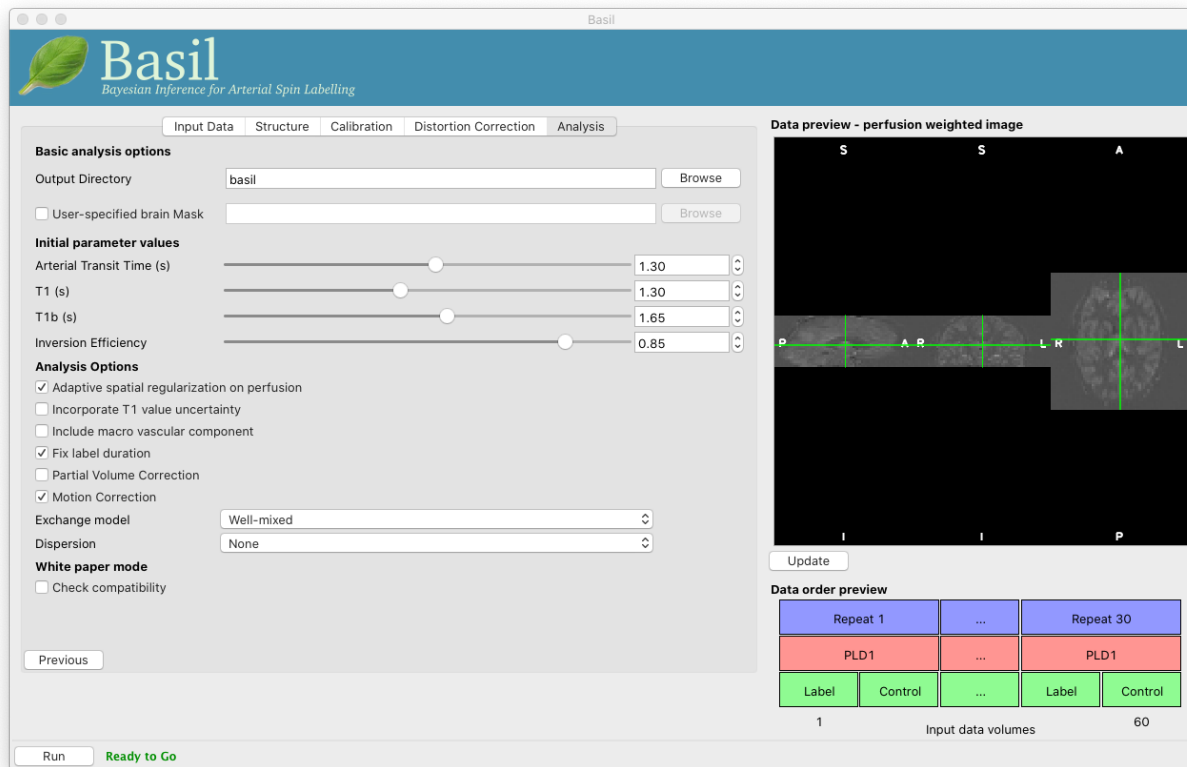 Basil
Basil
Bayesian Inference for Arterial Spin Labelling
Input Data Structure Calibration Distortion Correction Analysis
Basic analysis options
Output Directory basil Browse
User-specified brain Mask Browse
Initial parameter values
Arterial Transit Time (s) 1.30
T1 (s) 1.30
T1b (s) 1.65
Inversion Efficiency 0.85
Analysis Options
Adaptive spatial regularization on perfusion
Incorporate T1 value uncertainty
Include macro vascular component
Fix label duration
Partial Volume Correction
Motion Correction
Exchange model Well-mixed
Dispersion None
White paper mode
Check compatibility
Previous
Run Ready to Go
Data preview - perfusion weighted image
S S A
P A R L R L
I I P
Update
Data order preview
Repeat 1 ... Repeat 30
PLD1 ... PLD1
Label Control ... Label Control
1 60
Input data volumes